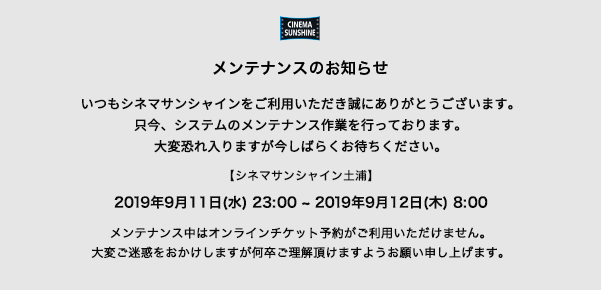 CINEMA
SUNSHINE
メンテナンスのお知らせ
いつもシネマサンシャインをご利用いただき誠にありがとうございます。
只今、システムのメンテナンス作業を行っております。
大変恐れ入りますが今しばらくお待ちください。
【シネマサンシャイン土浦】
2019年9月11日(水) 23:00 ~ 2019年9月12日(木) 8:00
メンテナンス中はオンラインチケット予約がご利用いただけません。
大変ご迷惑をおかけしますが何卒ご理解頂けますようお願い申し上げます。